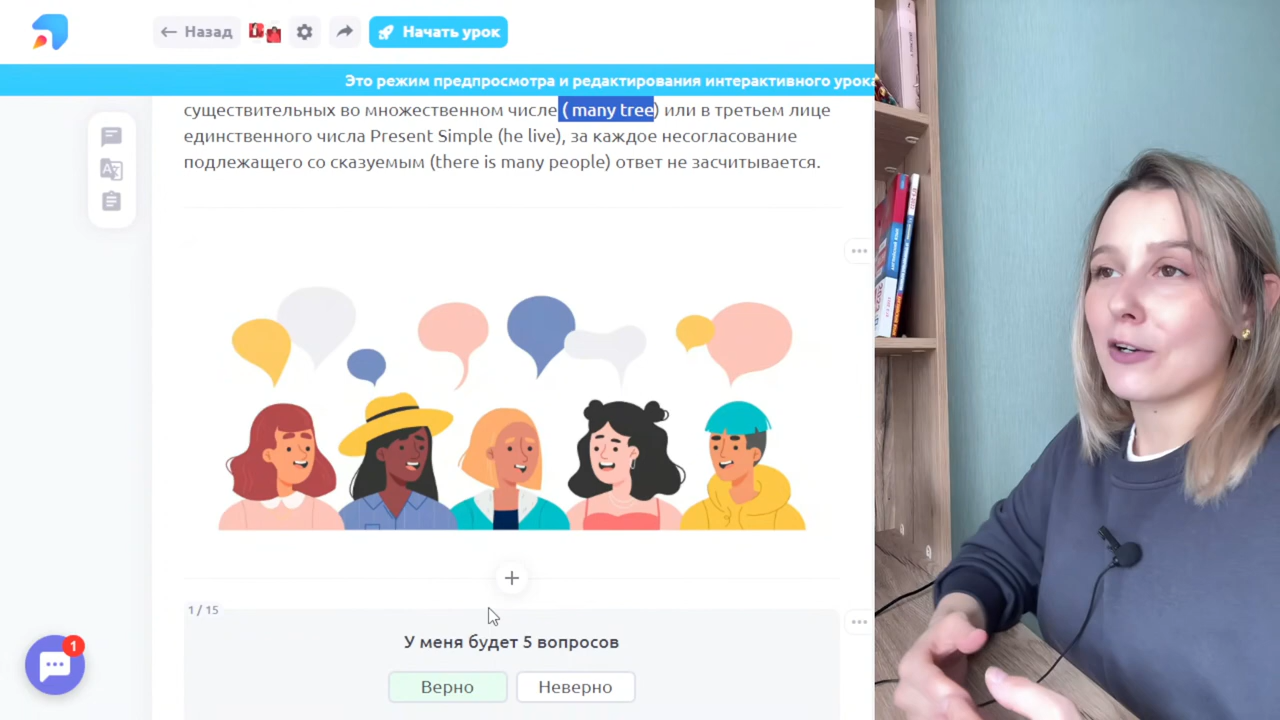 Назад
Начать урок
Это режим предпросмотра и редактирования интерактивного урока
существительных во множественном числе ( many tree) или в третьем лице
единственного числа Present Simple (he live), за каждое несогласование
подлежащего со сказуемым (there is many people) ответ не засчитывается.
1 / 15
У меня будет 5 вопросов
Верно
Неверно
1